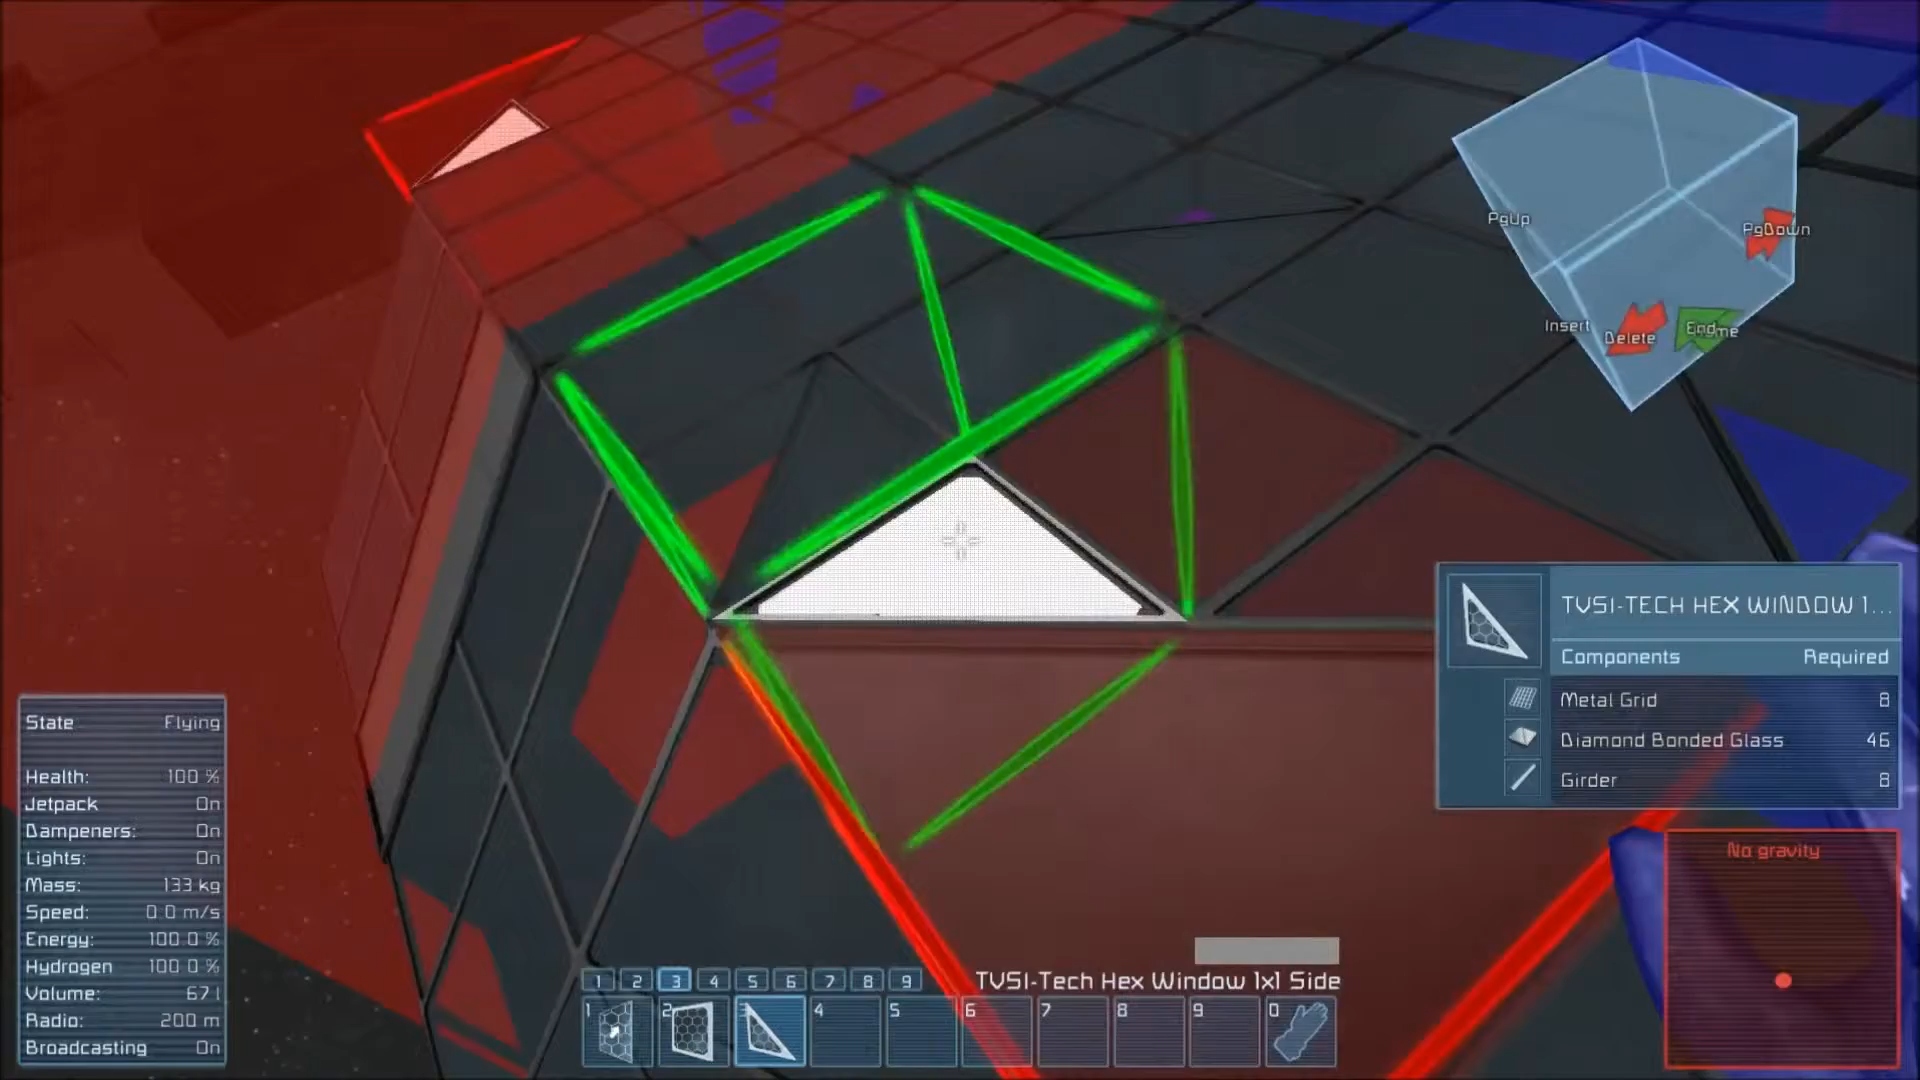 PgUp
PgDown
Insert
Delete
TVSI-TECH HEX WINDOW 1...
Components Required
Metal Grid 8
Diamond Bonded Glass 46
Girder 8
State Flying
Health: 100 %
Jetpack On
Dampeners: On
Lights: On
Mass: 133 kg
Speed: 0.0 m/s
Energy: 100.0 %
Hydrogen 100.0 %
Volume: 67 l
Radio: 200 m
Broadcasting On
No gravity
TVSI-Tech Hex Window 1x1 Side
1 2 3 4 5 6 7 8 9
1 2 3 4 5 6 7 8 9 0